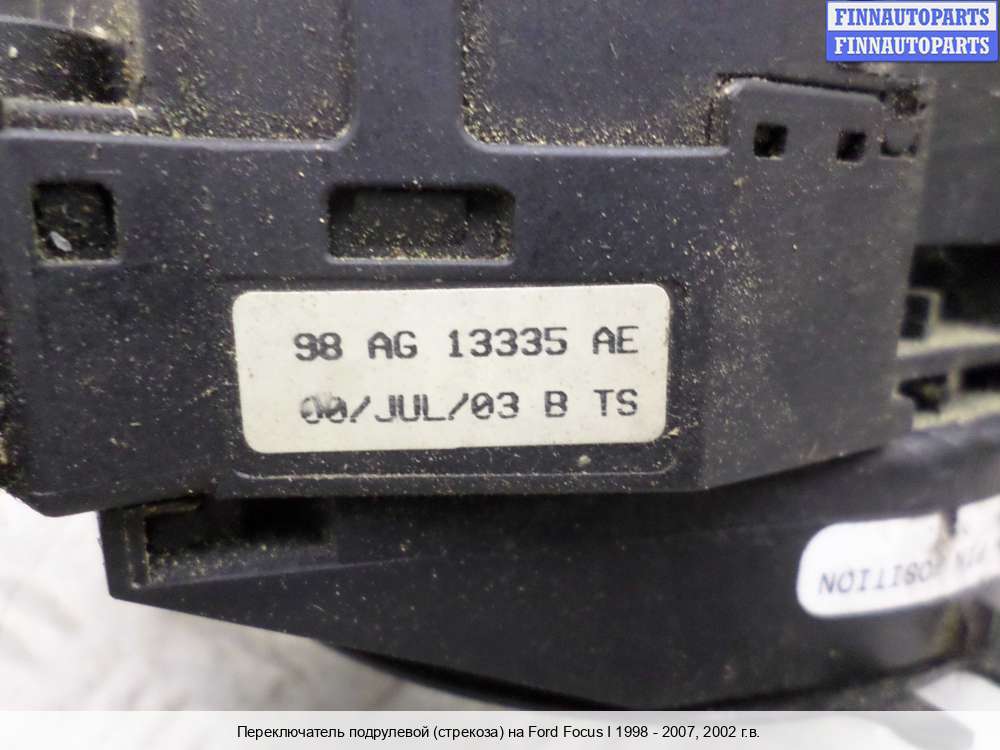 FINNAUTOPARTS
FINNAUTOPARTS
98 AG 13335 AE
00/JUL/03 B TS
POSITION
Переключатель подрулевой (стрекоза) на Ford Focus I 1998 - 2007, 2002 г.в.